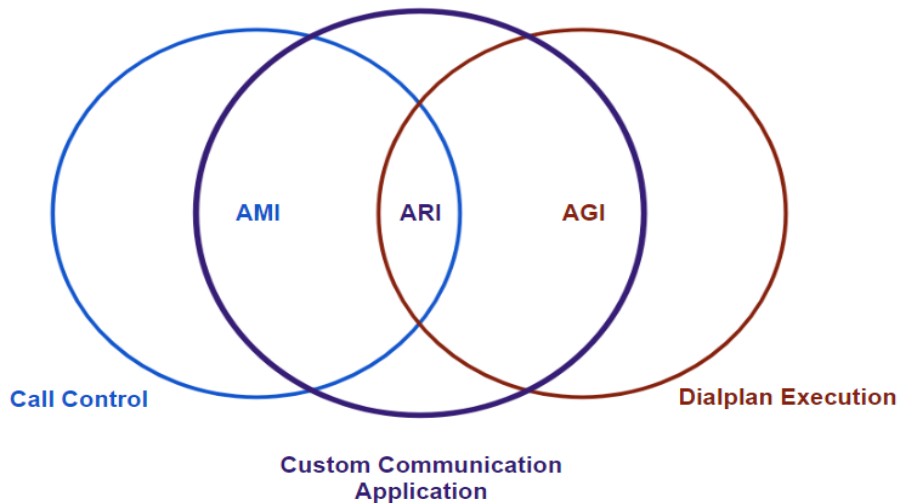 AMI
ARI
AGI
Call Control
Dialplan Execution
Custom Communication
Application